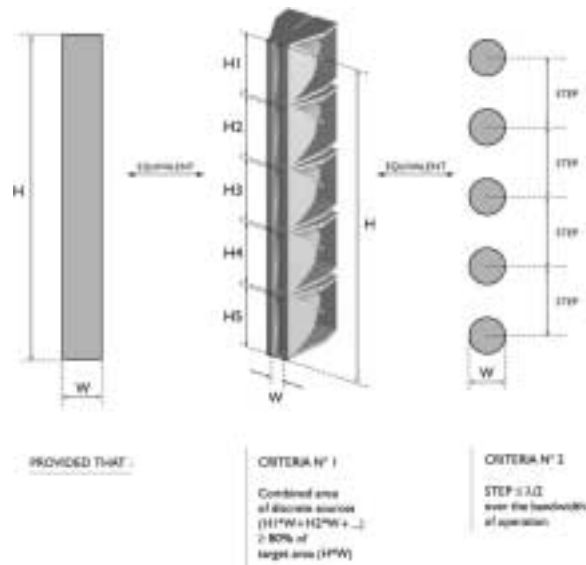 H
H1
H2
H3
H4
H5
H
STEP
STEP
STEP
STEP
EQUIVALENT
EQUIVALENT
W
W
W
PROVIDED THAT :
CRITERIA N° 1
Combined area
of discrete sources
(H1*W+H2*W+...)
≥ 80% of
target area (H*W)
CRITERIA N° 2
STEP ≤ λ/2
over the bandwidth
of operation